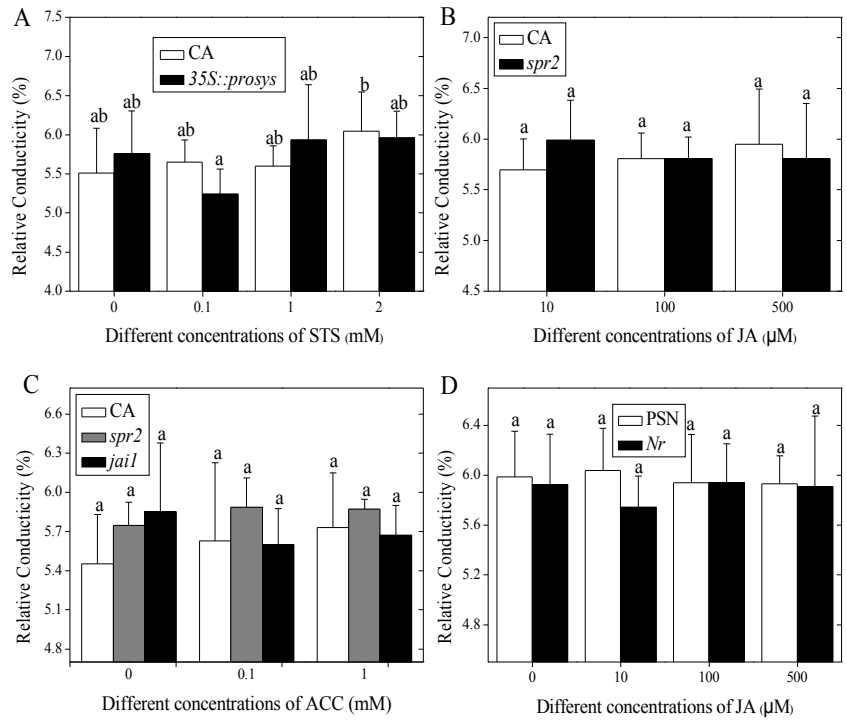 A
7.5
7.0
6.5
6.0
5.5
5.0
4.5
4.0
Relative Conductivity (%)
CA
35S::prosys
ab ab ab a ab ab b ab
0 0.1 1 2
Different concentrations of STS (mM)
B
7.0
6.5
6.0
5.5
5.0
4.5
Relative Conductivity (%)
CA
spr2
a a a a a a
10 100 500
Different concentrations of JA (μM)
C
6.6
6.3
6.0
5.7
5.4
5.1
4.8
Relative Conductivity (%)
CA
spr2
jai1
a a a a a a a a a
0 0.1 1
Different concentrations of ACC (mM)
D
6.4
6.0
5.6
5.2
4.8
Relative Conductivity (%)
PSN
Nr
a a a a a a a a
0 10 100 500
Different concentrations of JA (μM)